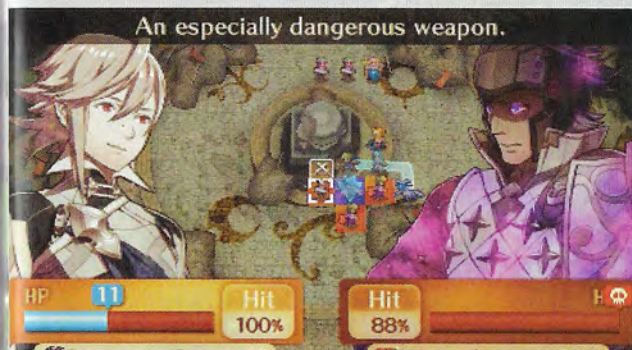 An especially dangerous weapon.
HP 11
Hit
100%
Hit
88%
H